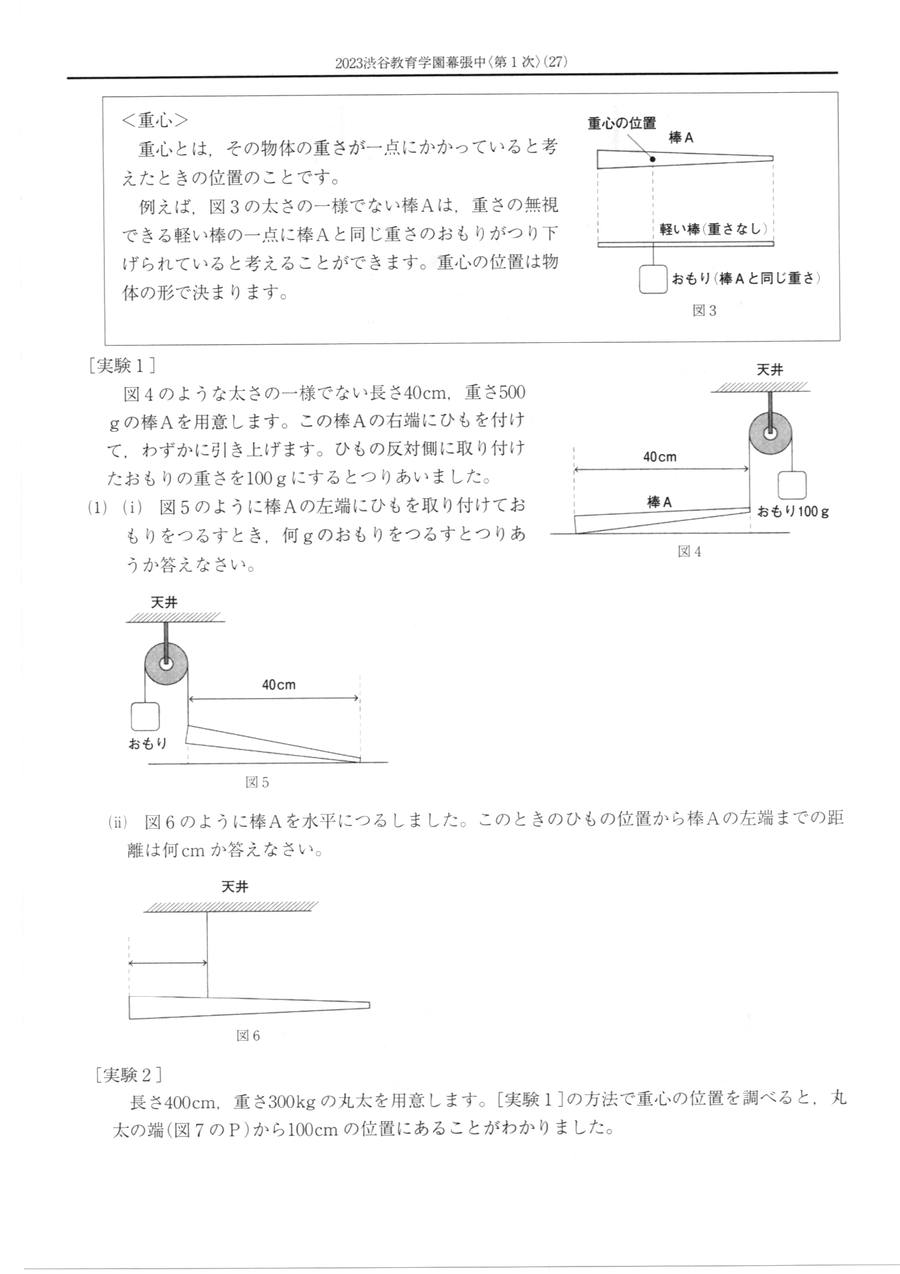 2023渋谷教育学園幕張中〈第1次〉(27)
＜重心＞
重心とは，その物体の重さが一点にかかっていると考
えたときの位置のことです。
例えば，図3の太さの一様でない棒Aは，重さの無視
できる軽い棒の一点に棒Aと同じ重さのおもりがつり下
げられていると考えることができます。重心の位置は物
体の形で決まります。
重心の位置
棒A
軽い棒(重さなし)
おもり(棒Aと同じ重さ)
図3
［実験1］
図4のような太さの一様でない長さ40cm，重さ500
gの棒Aを用意します。この棒Aの右端にひもを付け
て，わずかに引き上げます。ひもの反対側に取り付け
たおもりの重さを100gにするとつりあいました。
天井
40cm
棒A
おもり100g
図4
(1) (ⅰ) 図5のように棒Aの左端にひもを取り付けてお
もりをつるすとき，何gのおもりをつるすとつりあ
うか答えなさい。
天井
40cm
おもり
図5
(ⅱ) 図6のように棒Aを水平につるしました。このときのひもの位置から棒Aの左端までの距
離は何cmか答えなさい。
天井
図6
［実験2］
長さ400cm，重さ300kgの丸太を用意します。［実験1］の方法で重心の位置を調べると，丸
太の端(図7のP)から100cmの位置にあることがわかりました。